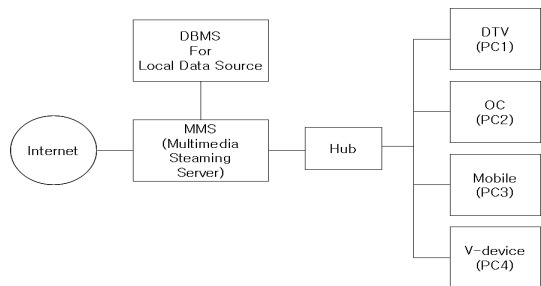 DBMS
For
Local Data Source
Internet
MMS
(Multimedia
Steaming
Server)
Hub
DTV
(PC1)
OC
(PC2)
Mobile
(PC3)
V-device
(PC4)